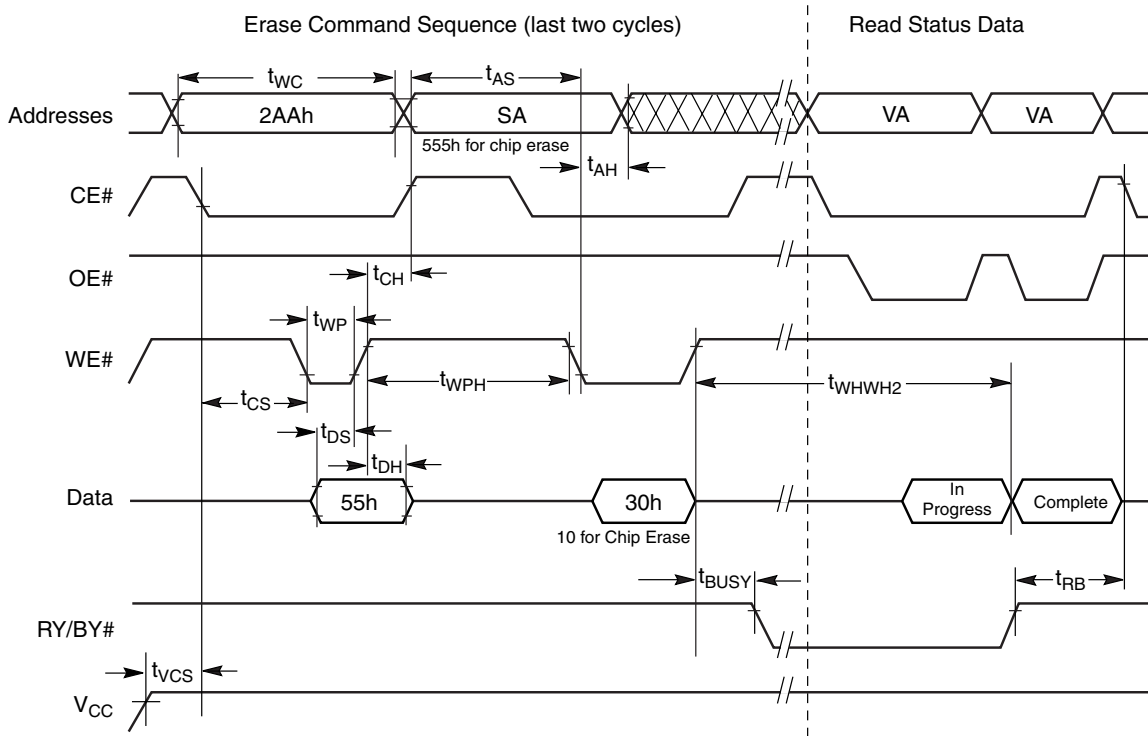 Erase Command Sequence (last two cycles)
Read Status Data
tWC
tAS
Addresses
2AAh
SA
VA
VA
555h for chip erase
tAH
CE#
OE#
tCH
tWP
WE#
tWPH
tWHWH2
tCS
tDS
tDH
Data
55h
30h
In
Progress
Complete
10 for Chip Erase
tBUSY
tRB
RY/BY#
tVCS
VCC